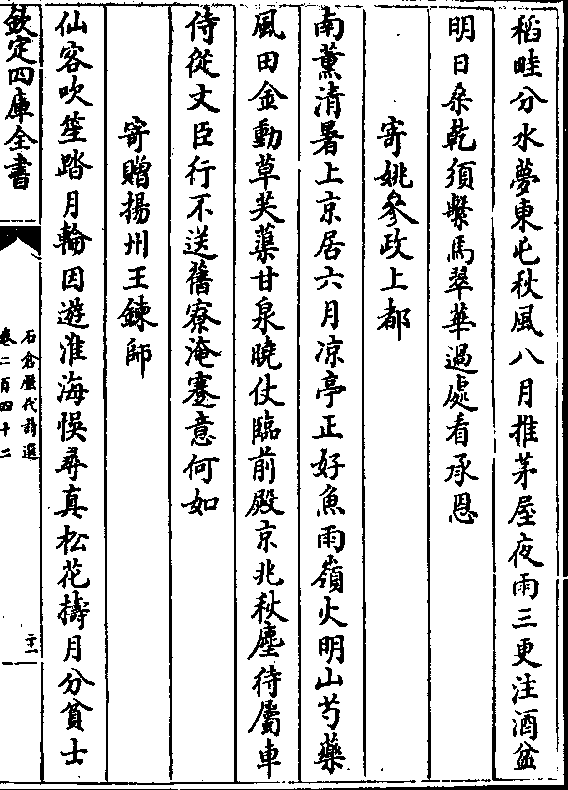 稻畦分水夢東屯秋風八月推茅屋夜雨三更注酒盆
明日桑乾須繫馬翠華過處看承恩
寄姚參政上都
南薰清暑上京居六月凉亭正好魚雨嶺火明山芍藥
風田金動草芙蕖甘泉曉仗臨前殿京兆秋塵待屬車
侍從文臣行不送舊寮淹蹇意何如
寄贈揚州王鍊師
仙客吹笙踏月輪因遊淮海悞尋真松花擣月分貧士
欽定四庫全書
石倉歷代詩選
卷二百四十二
二十一